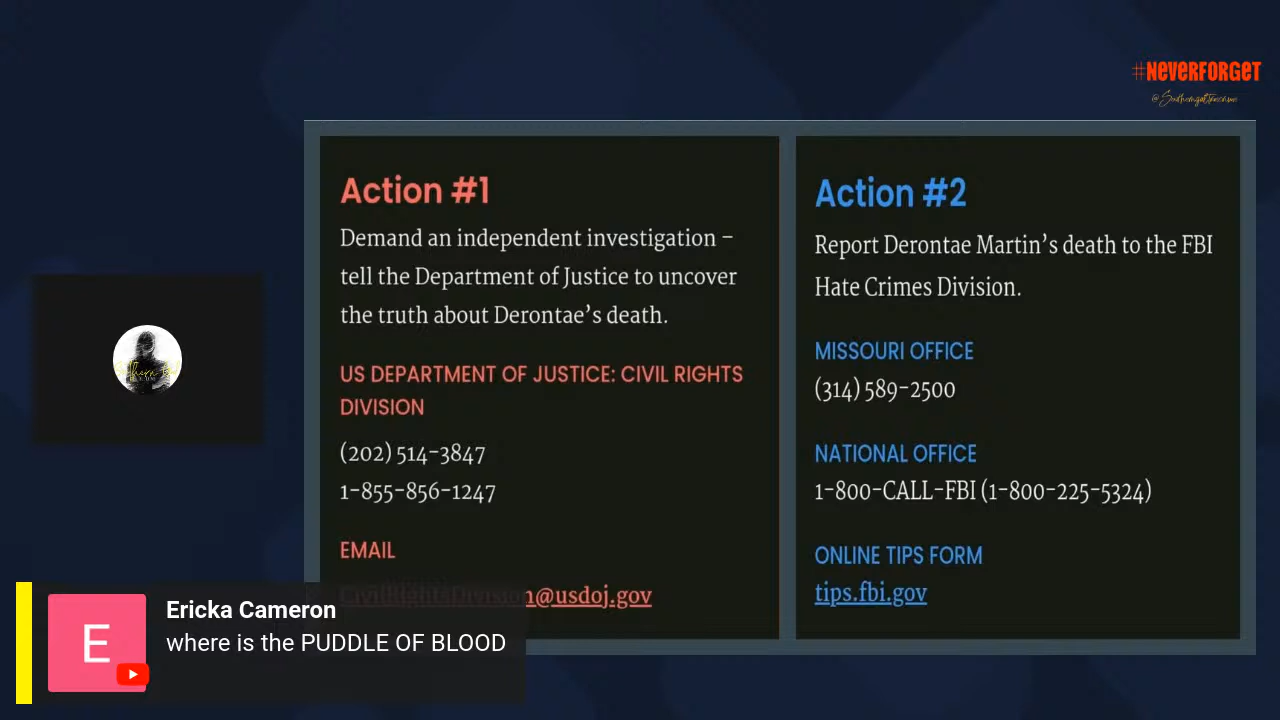 #NEVERFORGET
Action #1
Demand an independent investigation –
tell the Department of Justice to uncover
the truth about Derontae's death.
US DEPARTMENT OF JUSTICE: CIVIL RIGHTS
DIVISION
(202) 514-3847
1-855-856-1247
EMAIL
@usdoj.gov
Action #2
Report Derontae Martin's death to the FBI
Hate Crimes Division.
MISSOURI OFFICE
(314) 589-2500
NATIONAL OFFICE
1-800-CALL-FBI (1-800-225-5324)
ONLINE TIPS FORM
tips.fbi.gov
E
Ericka Cameron
where is the PUDDLE OF BLOOD